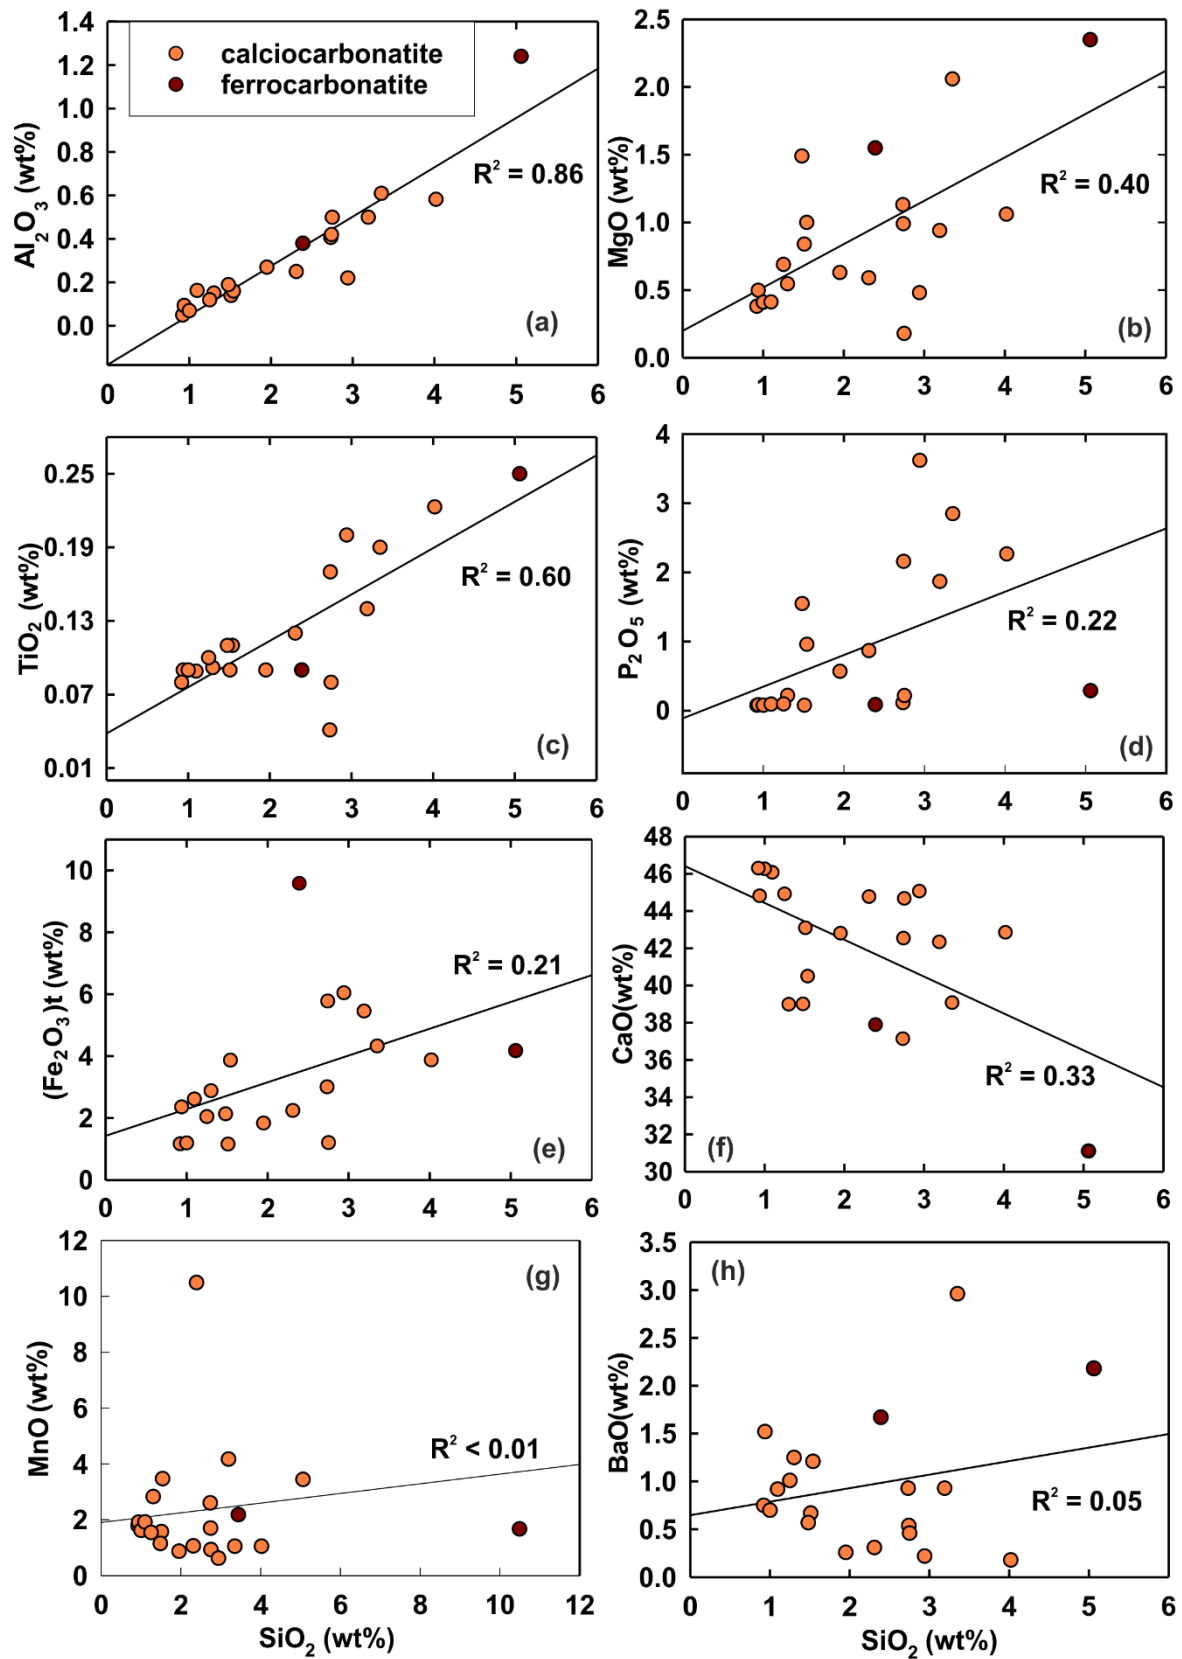 calciocarbonatite
ferrocarbonatite
1.4
1.2
1.0
0.8
0.6
0.4
0.2
0.0
Al₂O₃ (wt%)
R² = 0.86
(a)
0 1 2 3 4 5 6
2.5
2.0
1.5
1.0
0.5
0.0
MgO (wt%)
R² = 0.40
(b)
0 1 2 3 4 5 6
0.25
0.19
0.13
0.07
0.01
TiO₂ (wt%)
R² = 0.60
(c)
0 1 2 3 4 5 6
4
3
2
1
0
P₂O₅ (wt%)
R² = 0.22
(d)
0 1 2 3 4 5 6
10
8
6
4
2
0
(Fe₂O₃)t (wt%)
R² = 0.21
(e)
0 1 2 3 4 5 6
48
46
44
42
40
38
36
34
32
30
CaO(wt%)
R² = 0.33
(f)
0 1 2 3 4 5 6
12
10
8
6
4
2
0
MnO (wt%)
(g)
R² < 0.01
0 2 4 6 8 10 12
SiO₂ (wt%)
3.5
3.0
2.5
2.0
1.5
1.0
0.5
0.0
BaO(wt%)
(h)
R² = 0.05
0 1 2 3 4 5 6
SiO₂ (wt%)